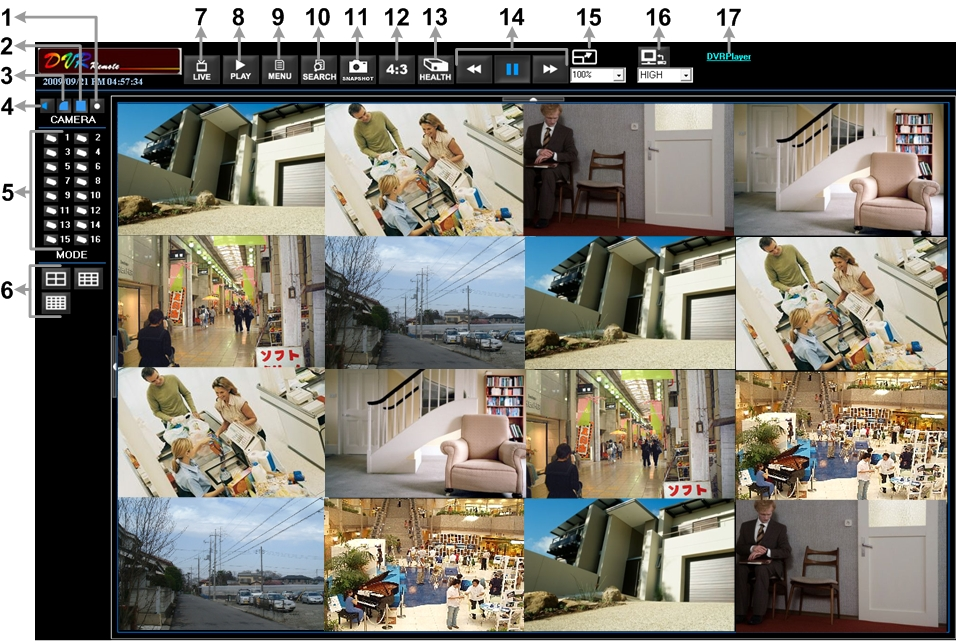 1 7 8 9 10 11 12 13 14 15 16 17
2
DVR Remote
3
2009/09/21 PM 04:57:34
LIVE PLAY MENU SEARCH SNAPSHOT 4:3 HEALTH 100% HIGH DVRPlayer
4
CAMERA
1 2
3 4
5 6
5
7 8
9 10
11 12
13 14
15 16
MODE
6
ソフト
ソフト